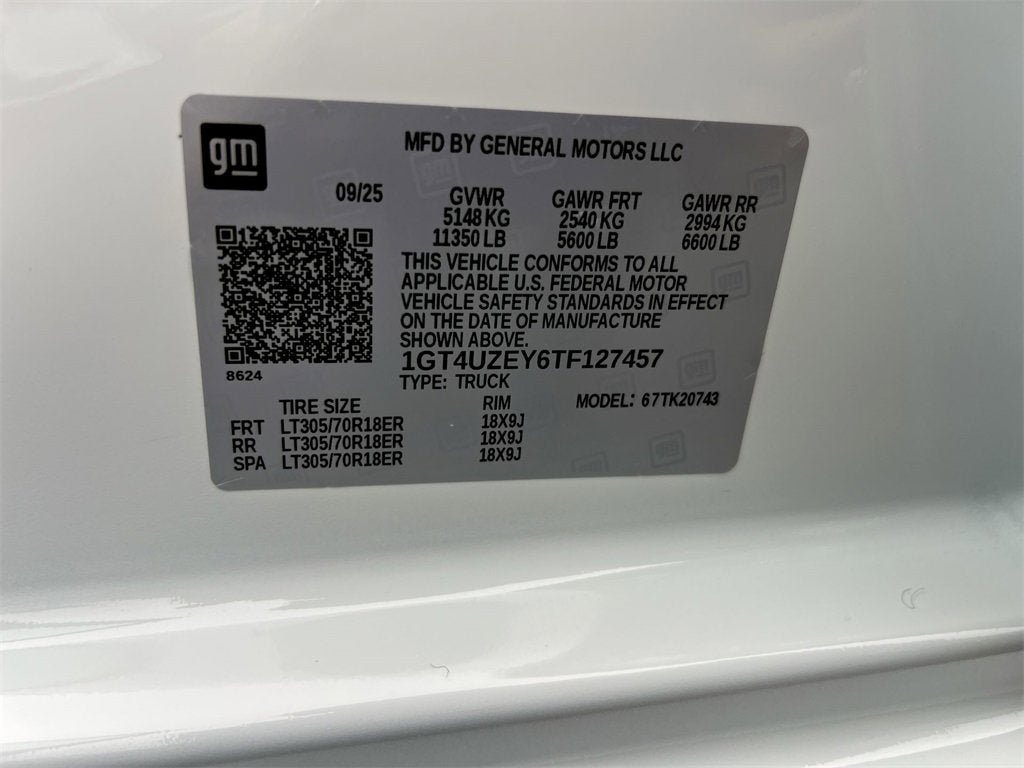 gm
MFD BY GENERAL MOTORS LLC
09/25 GVWR GAWR FRT GAWR RR
5148 KG 2540 KG 2994 KG
11350 LB 5600 LB 6600 LB
THIS VEHICLE CONFORMS TO ALL
APPLICABLE U.S. FEDERAL MOTOR
VEHICLE SAFETY STANDARDS IN EFFECT
ON THE DATE OF MANUFACTURE
SHOWN ABOVE.
1GT4UZEY6TF127457
8624
TYPE: TRUCK
TIRE SIZE RIM MODEL: 67TK20743
FRT LT305/70R18ER 18X9J
RR LT305/70R18ER 18X9J
SPA LT305/70R18ER 18X9J